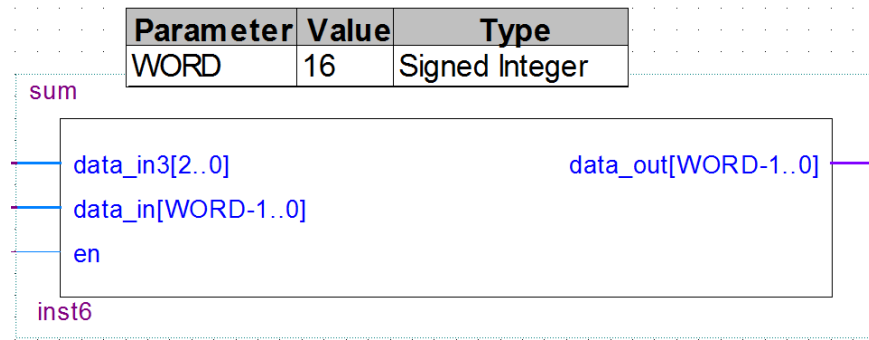 Parameter Value Type
WORD 16 Signed Integer
sum
data_in3[2..0] data_out[WORD-1..0]
data_in[WORD-1..0]
en
inst6